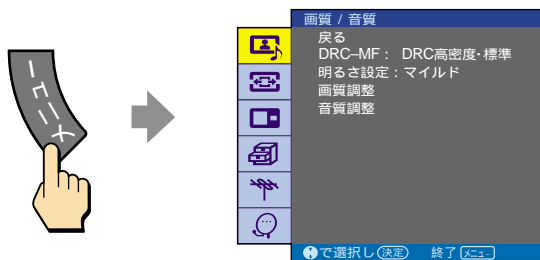 メニュー
画質 / 音質
戻る
DRC–MF： DRC高密度･標準
明るさ設定：マイルド
画質調整
音質調整
で選択し 決定 終了 メニュー